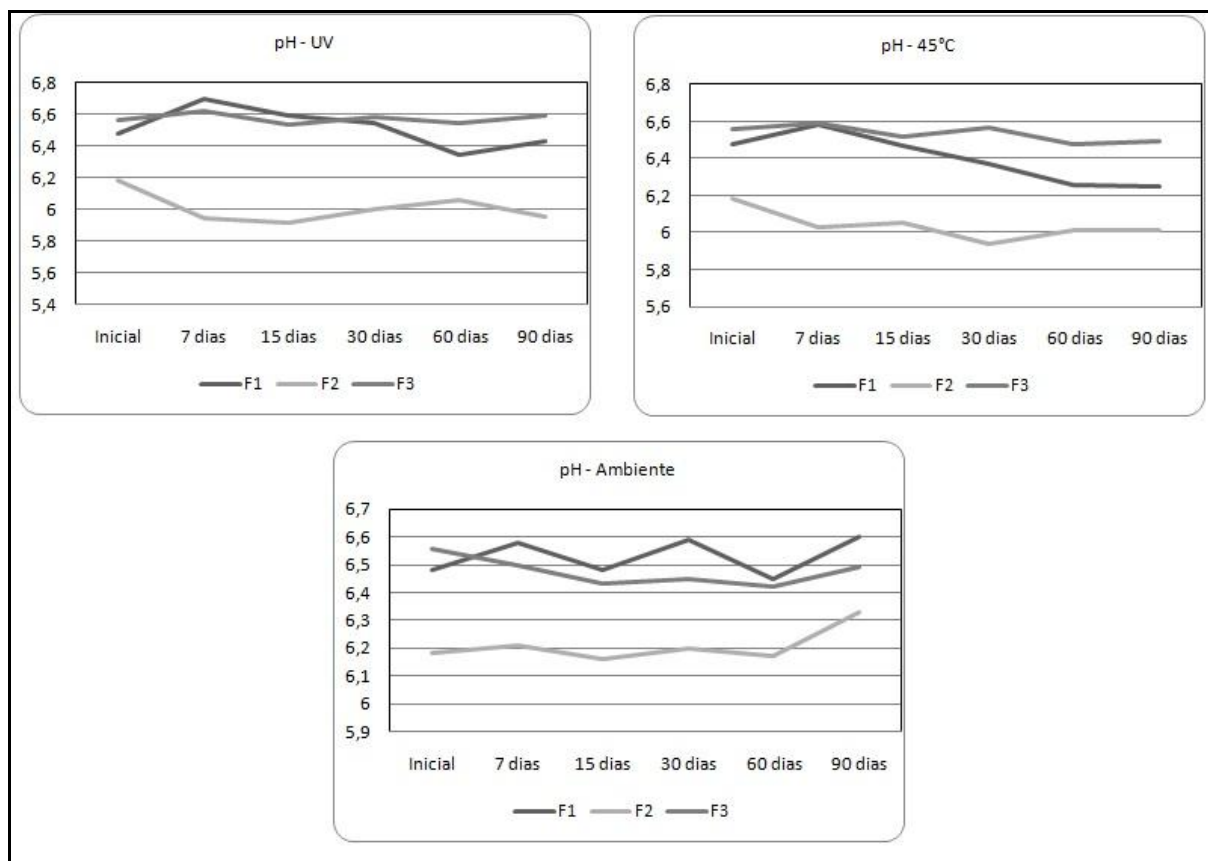 pH - UV
6,8
6,6
6,4
6,2
6
5,8
5,6
5,4
Inicial 7 dias 15 dias 30 dias 60 dias 90 dias
F1 F2 F3
pH - 45°C
6,8
6,6
6,4
6,2
6
5,8
5,6
Inicial 7 dias 15 dias 30 dias 60 dias 90 dias
F1 F2 F3
pH - Ambiente
6,7
6,6
6,5
6,4
6,3
6,2
6,1
6
5,9
Inicial 7 dias 15 dias 30 dias 60 dias 90 dias
F1 F2 F3